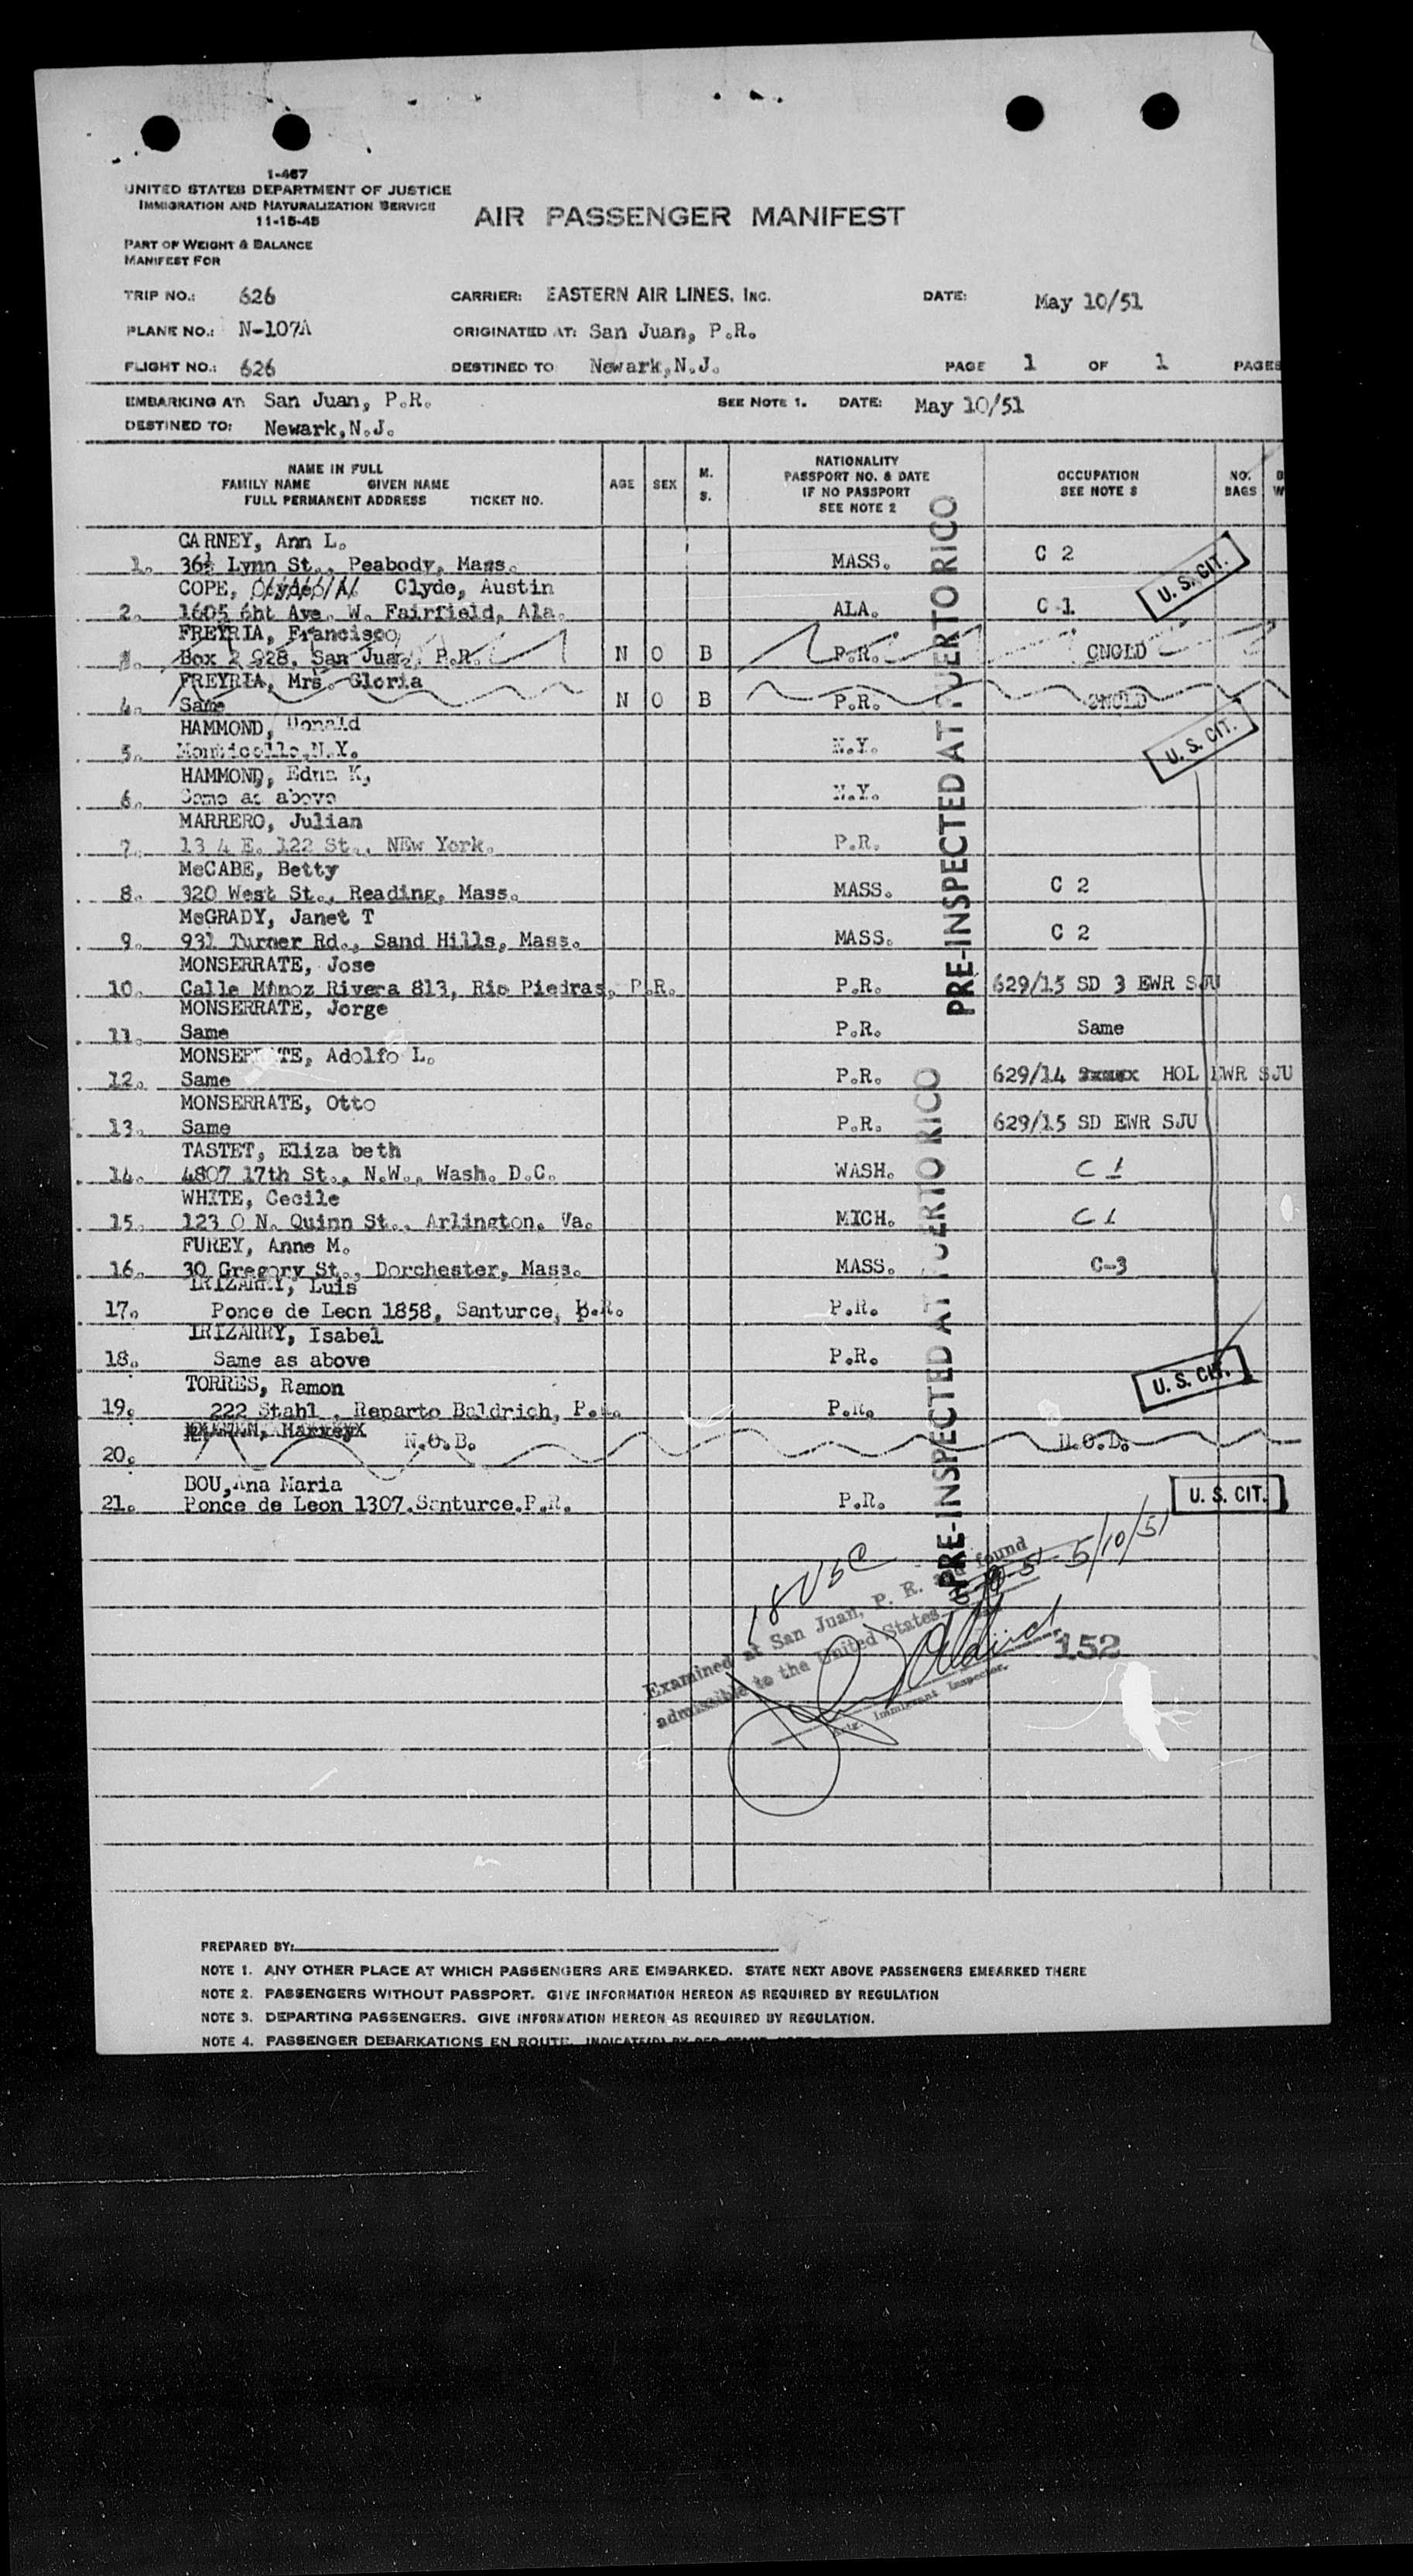 1-467
UNITED STATES DEPARTMENT OF JUSTICE
IMMIGRATION AND NATURALIZATION SERVICE
11-15-45
AIR PASSENGER MANIFEST
PART OF WEIGHT & BALANCE
MANIFEST FOR
TRIP NO.: 626 CARRIER: EASTERN AIR LINES, INC. DATE: May 10/51
PLANE NO.: N-107A ORIGINATED AT: San Juan, P.R.
FLIGHT NO.: 626 DESTINED TO Newark,N.J. PAGE 1 OF 1 PAGES
EMBARKING AT: San Juan, P.R. SEE NOTE 1. DATE: May 10/51
DESTINED TO: Newark,N.J.
NAME IN FULL
FAMILY NAME GIVEN NAME
FULL PERMANENT ADDRESS TICKET NO.
AGE SEX M. S.
NATIONALITY
PASSPORT NO. & DATE
IF NO PASSPORT
SEE NOTE 2
OCCUPATION
SEE NOTE 3
NO. BAGS
CARNEY, Ann L.
1. 36½ Lynn St., Peabody, Mass. MASS. C 2
U. S. CIT.
COPE, Clyde, Austin
2. 1605 6ht Ave. W. Fairfield, Ala. ALA. C 1
FREYRIA, Francisco
3. Box 2 928, San Juan, P.R. N O B P.R. CNGLD
FREYRIA, Mrs. Gloria
4. Same N O B P.R. CNGLD
HAMMOND, Donald
5. Monticello,N.Y. N.Y.
U. S. CIT.
HAMMOND, Edna K,
6. Same as above N.Y.
MARRERO, Julian
7. 13 4 E. 122 St., NEw York. P.R.
McCABE, Betty
8. 320 West St., Reading, Mass. MASS. C 2
McGRADY, Janet T
9. 931 Turner Rd., Sand Hills, Mass. MASS. C 2
MONSERRATE, Jose
10. Calle Munoz Rivera 813, Rio Piedras, P.R. P.R. 629/15 SD 3 EWR SJU
MONSERRATE, Jorge
11. Same P.R. Same
MONSERRATE, Adolfo L.
12. Same P.R. 629/14 HOL EWR SJU
MONSERRATE, Otto
13. Same P.R. 629/15 SD EWR SJU
TASTET, Eliza beth
14. 4807 17th St., N.W., Wash. D.C. WASH. C 1
WHITE, Cecile
15. 123 0 N. Quinn St., Arlington, Va. MICH. C 1
FUREY, Anne M.
16. 30 Gregory St., Dorchester, Mass. MASS. C-3
IRIZARRY, Luis
17. Ponce de Leon 1858, Santurce, P.R. P.R.
IRIZARRY, Isabel
18. Same as above P.R.
U. S. CIT.
TORRES, Ramon
19. 222 Stahl , Reparto Baldrich, P.R. P.R.
20. N.O.B. N.O.B.
BOU,Ana Maria
21. Ponce de Leon 1307,Santurce,P.R. P.R.
U. S. CIT.
PRE-INSPECTED AT PUERTO RICO
PRE-INSPECTED AT PUERTO RICO
18 USC
5/10/51
Examined at San Juan, P. R. and found
admissible to the United States
Immigrant Inspector.
152
PREPARED BY:
NOTE 1. ANY OTHER PLACE AT WHICH PASSENGERS ARE EMBARKED. STATE NEXT ABOVE PASSENGERS EMBARKED THERE
NOTE 2. PASSENGERS WITHOUT PASSPORT. GIVE INFORMATION HEREON AS REQUIRED BY REGULATION
NOTE 3. DEPARTING PASSENGERS. GIVE INFORMATION HEREON AS REQUIRED BY REGULATION.
NOTE 4. PASSENGER DEBARKATIONS EN ROUTE.